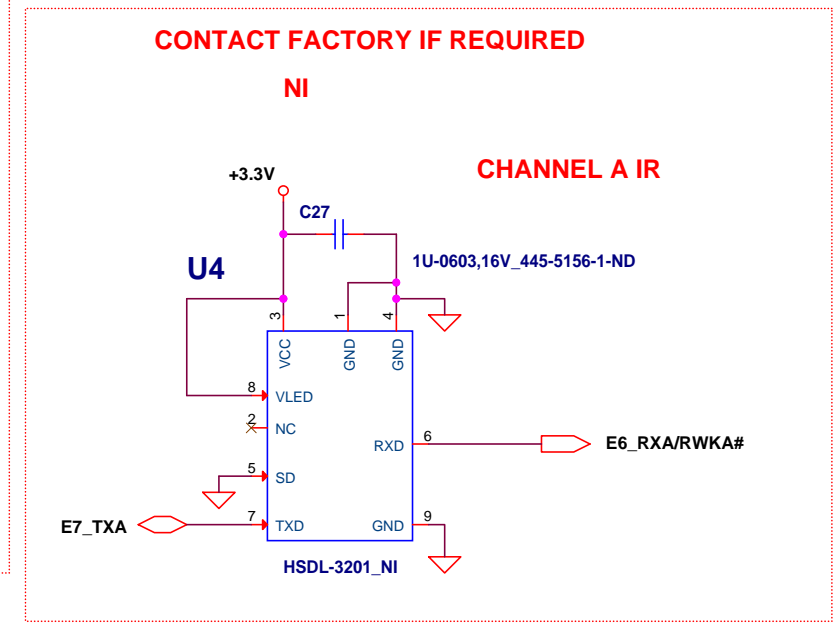 CONTACT FACTORY IF REQUIRED
NI
CHANNEL A IR
+3.3V
C27
1U-0603,16V_445-5156-1-ND
U4
3
1
4
VCC
GND
GND
8
VLED
2
NC
RXD
6
E6_RXA/RWKA#
5
SD
E7_TXA
7
TXD
GND
9
HSDL-3201_NI